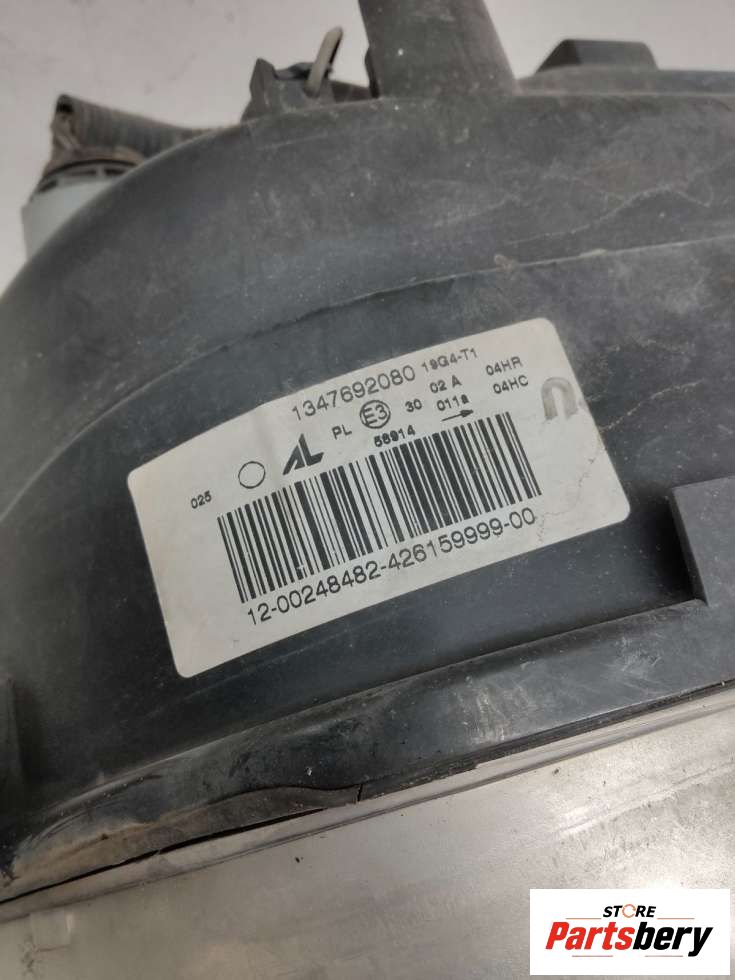 1347692080 19G4-T1
PL E3 30 02 A 04HR
011a 04HC
025 AL 56914
12-00248482-426159999-00
STORE
Partsbery